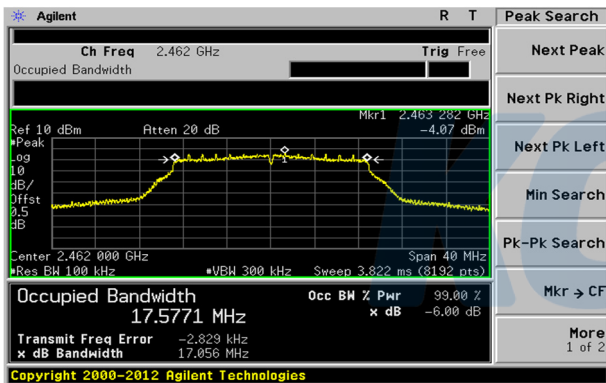 Agilent R T Peak Search
Ch Freq 2.462 GHz Trig Free
Occupied Bandwidth
Mkr1 2.463 282 GHz
Ref 10 dBm Atten 20 dB -4.07 dBm
#Peak
Log
10
dB/
Offst
0.5
dB
1
Center 2.462 000 GHz Span 40 MHz
#Res BW 100 kHz #VBW 300 kHz Sweep 3.822 ms (8192 pts)
Occupied Bandwidth Occ BW % Pwr 99.00 %
17.5771 MHz x dB -6.00 dB
Transmit Freq Error -2.829 kHz
x dB Bandwidth 17.056 MHz
Copyright 2000-2012 Agilent Technologies
Next Peak
Next Pk Right
Next Pk Left
Min Search
Pk-Pk Search
Mkr → CF
More
1 of 2